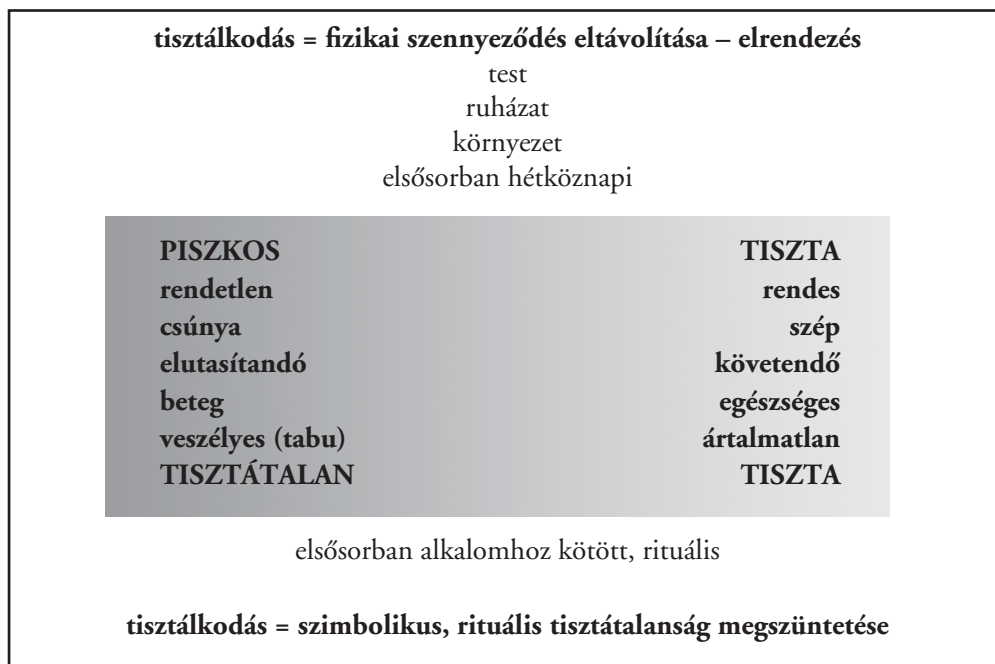 tisztálkodás = fizikai szennyeződés eltávolítása – elrendezés
test
ruházat
környezet
elsősorban hétköznapi
PISZKOS TISZTA
rendetlen rendes
csúnya szép
elutasítandó követendő
beteg egészséges
veszélyes (tabu) ártalmatlan
TISZTÁTALAN TISZTA
elsősorban alkalomhoz kötött, rituális
tisztálkodás = szimbolikus, rituális tisztátalanság megszüntetése